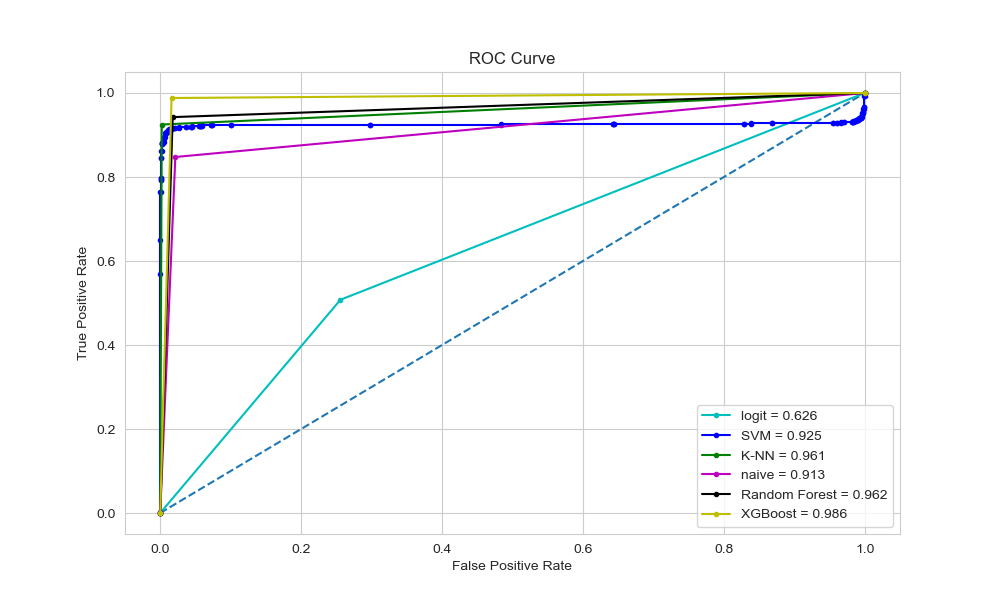 ROC Curve
True Positive Rate
1.0
0.8
0.6
0.4
0.2
0.0
logit = 0.626
SVM = 0.925
K-NN = 0.961
naive = 0.913
Random Forest = 0.962
XGBoost = 0.986
0.0 0.2 0.4 0.6 0.8 1.0
False Positive Rate